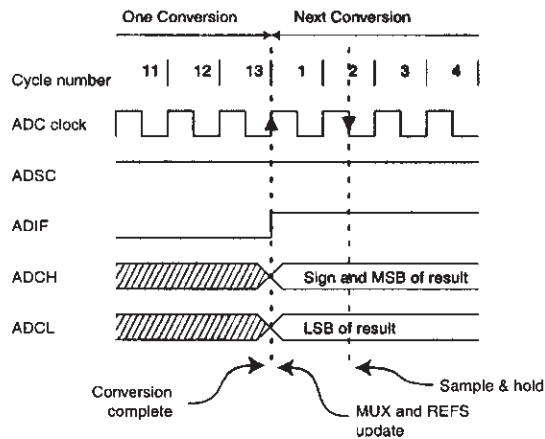 One Conversion Next Conversion
Cycle number 11 12 13 1 2 3 4
ADC clock
ADSC
ADIF
ADCH Sign and MSB of result
ADCL LSB of result
Conversion complete
MUX and REFS update
Sample & hold